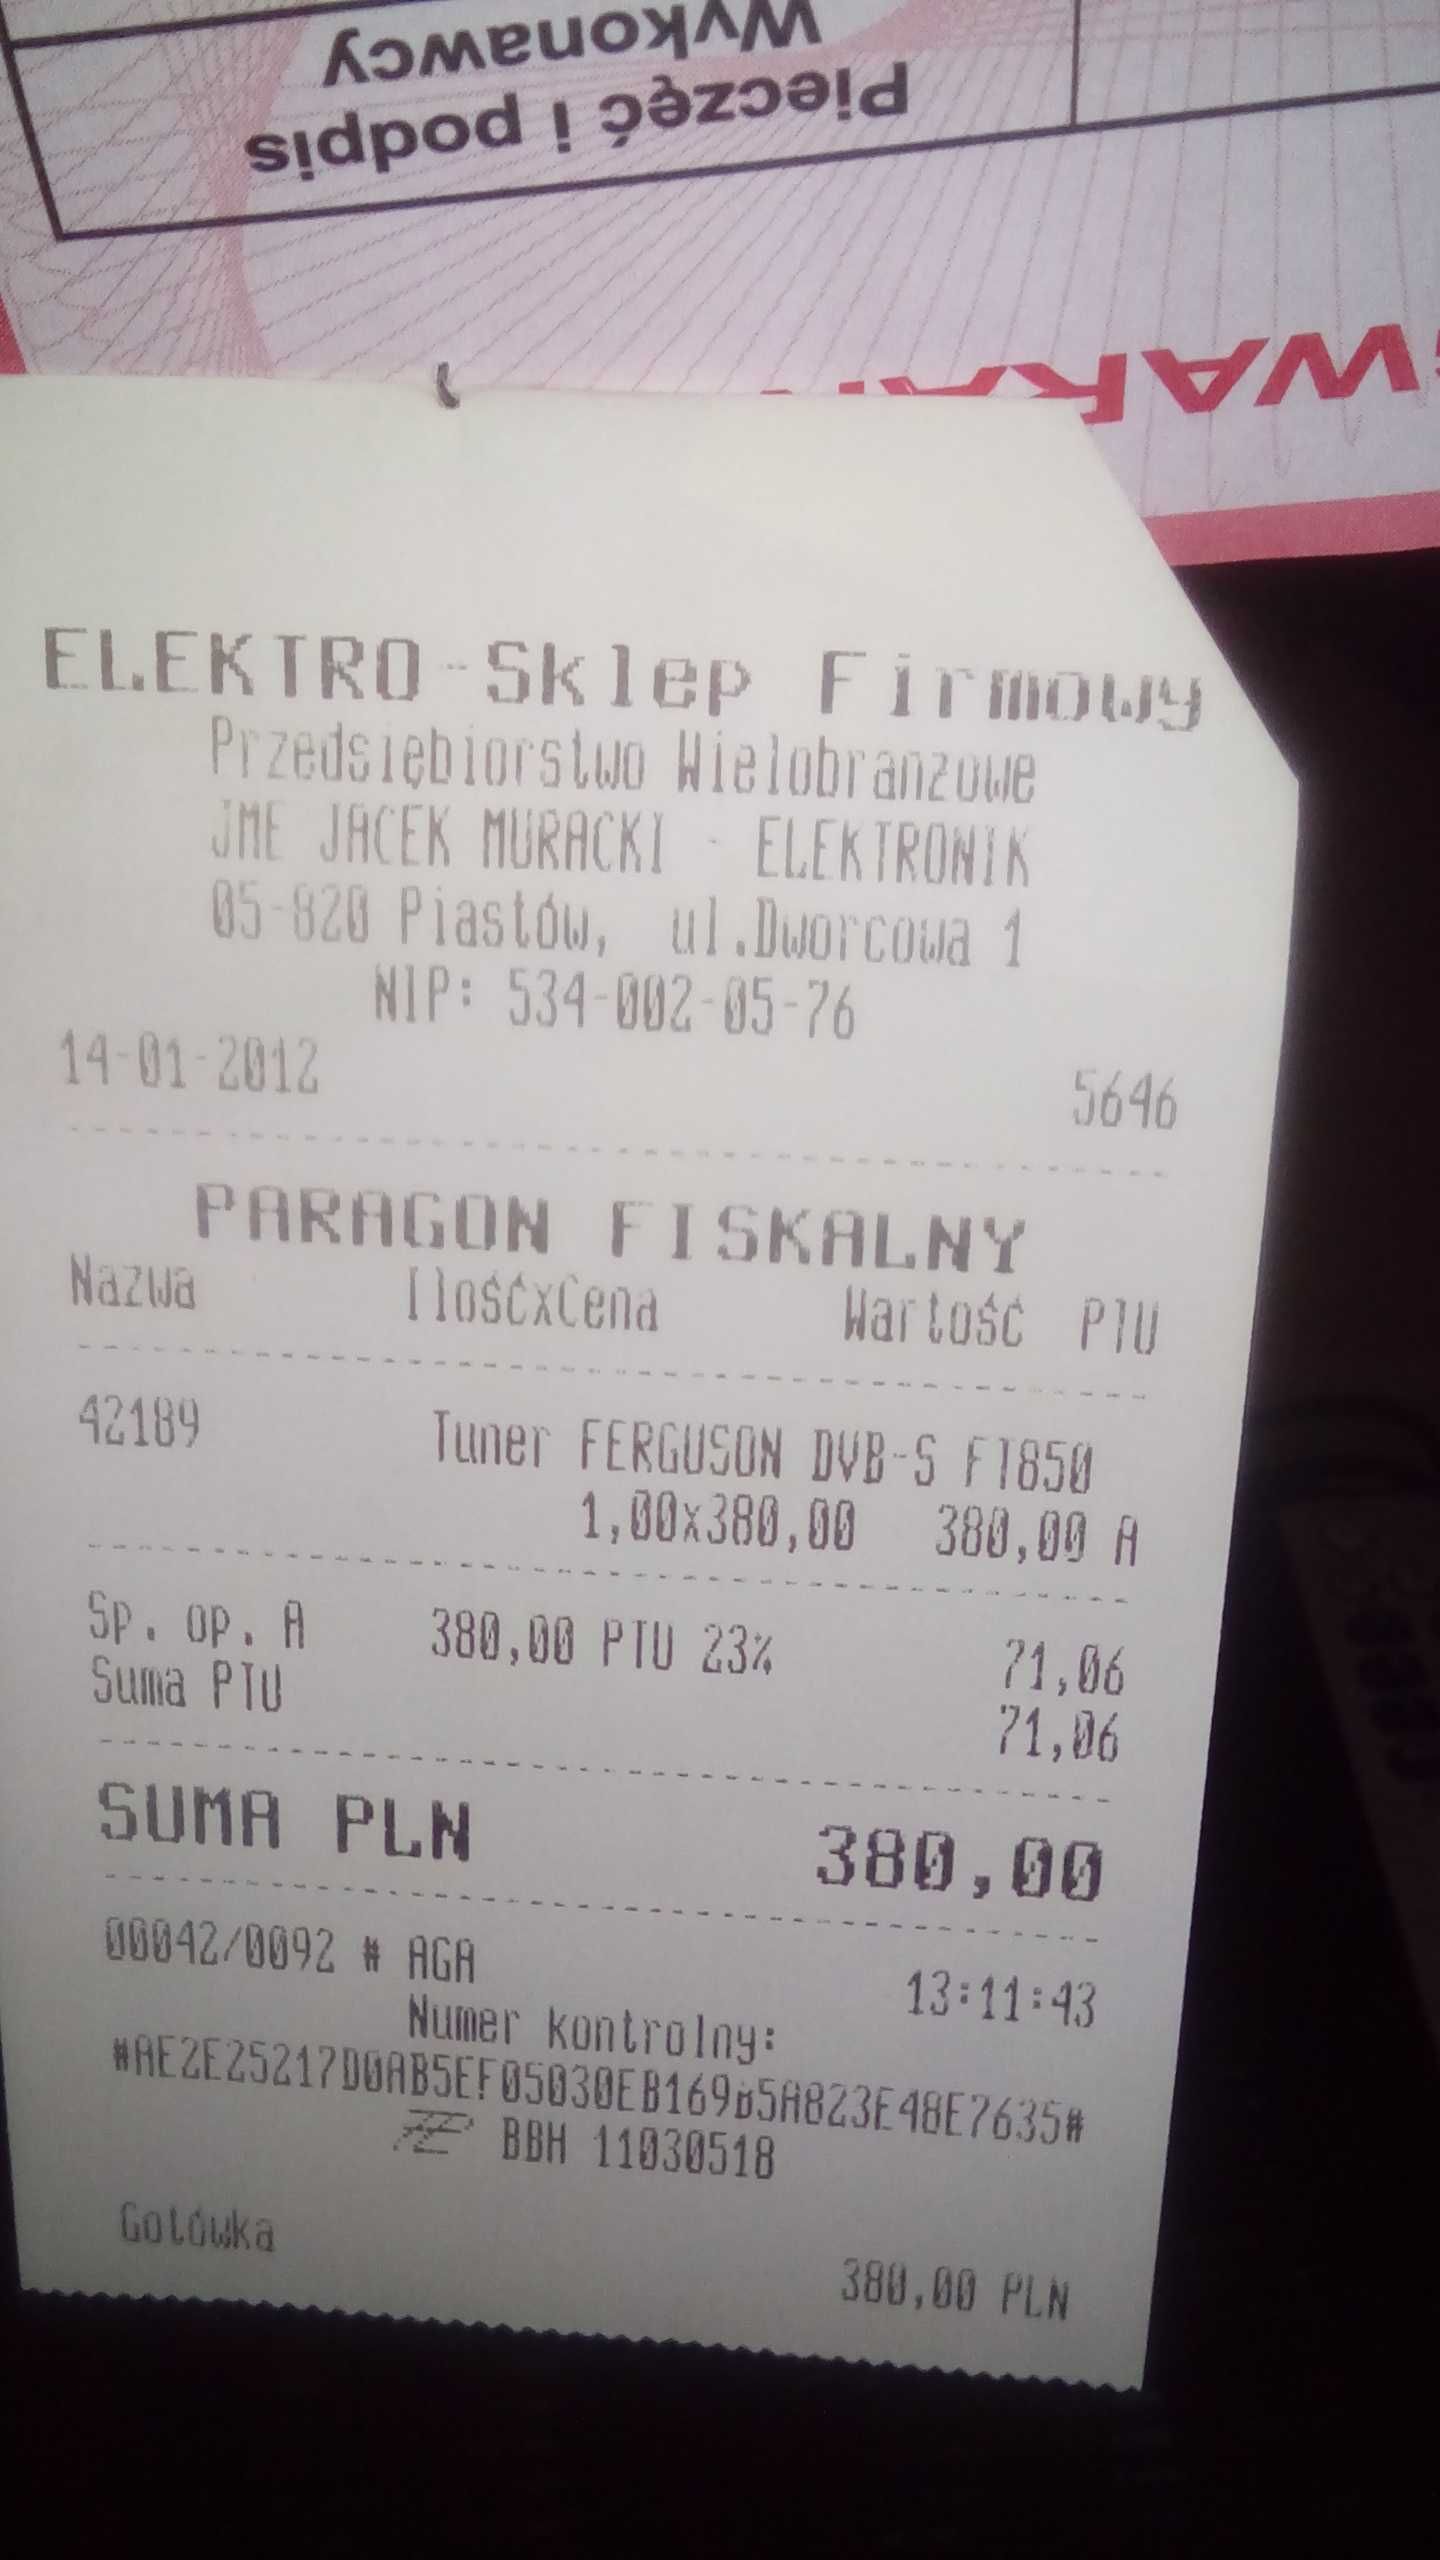 Pieczęć i podpis
Wykonawcy
ELEKTRO-Sklep Firmowy
Przedsiębiorstwo Wielobranżowe
JME JACEK MURACKI - ELEKTRONIK
05-820 Piastów, ul.Dworcowa 1
NIP: 534-002-05-76
14-01-2012 5646
PARAGON FISKALNY
Nazwa IlośćxCena Wartość PTU
42189 Tuner FERGUSON DVB-S FT850
1,00x380,00 380,00 A
Sp. op. A 380,00 PTU 23% 71,06
Suma PTU 71,06
SUMA PLN 380,00
00042/0092 # AGA 13:11:43
Numer kontrolny:
#AE2E25217D0AB5EF05030EB169B5A823E48E7635#
BBH 11030518
Gotówka 380,00 PLN